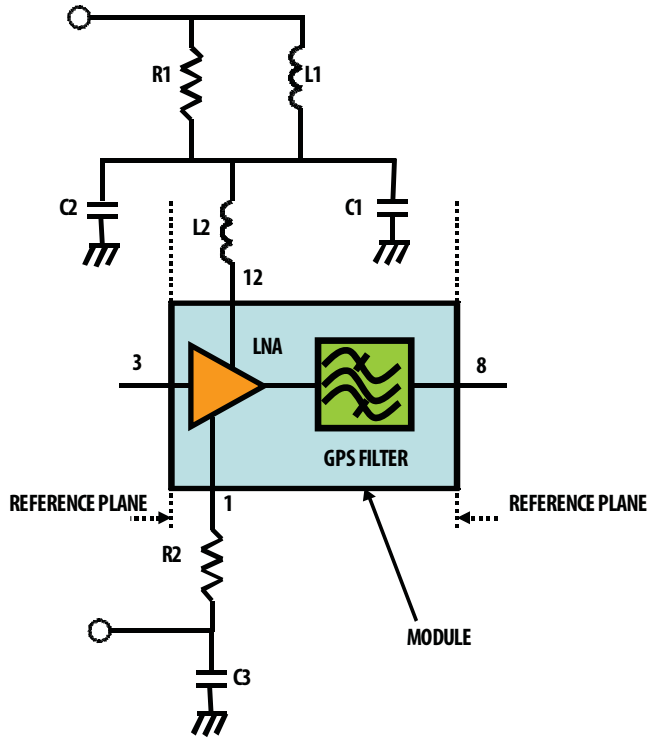 R1
L1
C2
L2
C1
12
LNA
3
8
GPS FILTER
REFERENCE PLANE
1
REFERENCE PLANE
R2
MODULE
C3